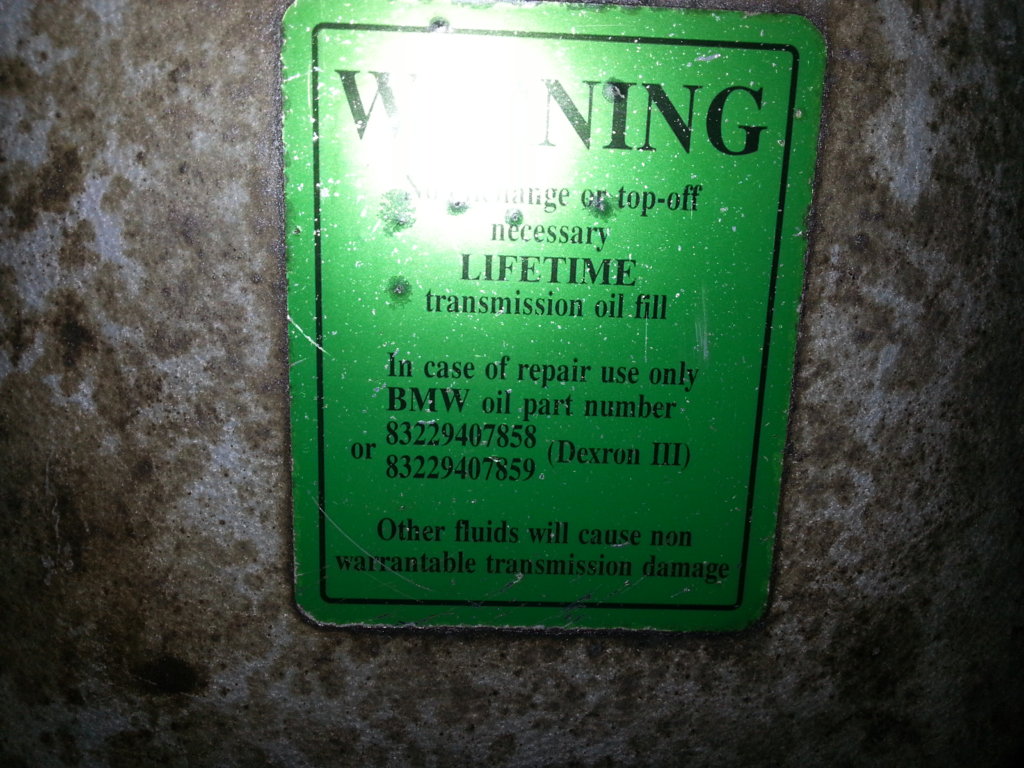 NING
or top-off
necessary
LIFETIME
transmission oil fill
In case of repair use only
BMW oil part number
83229407858
or (Dexron III)
83229407859
Other fluids will cause non
warrantable transmission damage